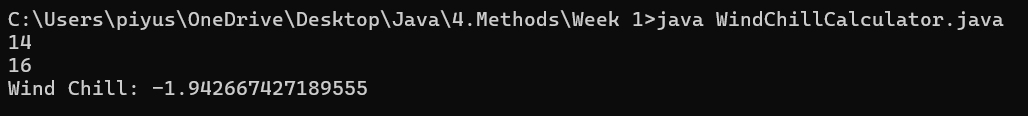 C:\Users\piyus\OneDrive\Desktop\Java\4.Methods\Week 1>java WindChillCalculator.java
14
16
Wind Chill: -1.942667427189555